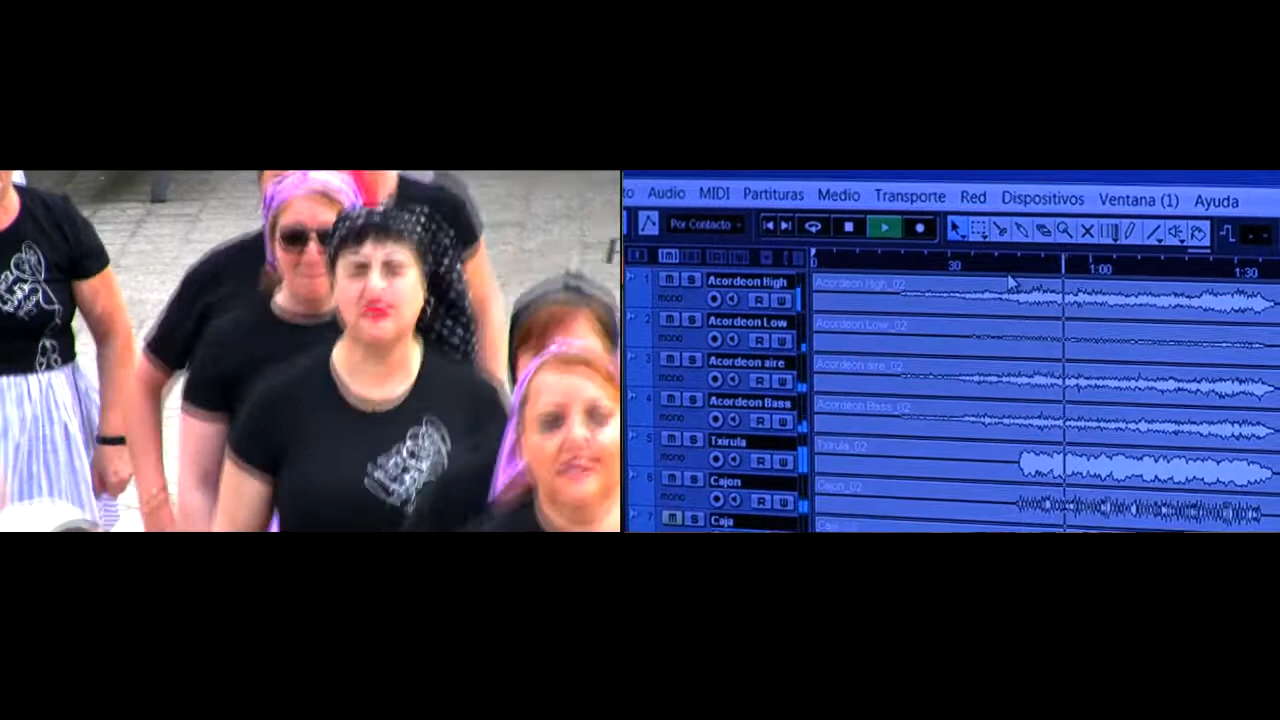 to Audio MIDI Partituras Medio Transporte Red Dispositivos Ventana (1) Ayuda
Por Contacto
0 30 1:00 1:30
1 m S Acordeon High Acordeon High_02
mono R W
2 m S Acordeon Low Acordeon Low_02
mono R W
3 m S Acordeon aire Acordeon aire_02
mono R W
4 m S Acordeon Bass Acordeon Bass_02
mono R W
5 m S Txirula Txirula_02
R W
6 m S Cajon Cajon_02
mono R W
7 m S Caja